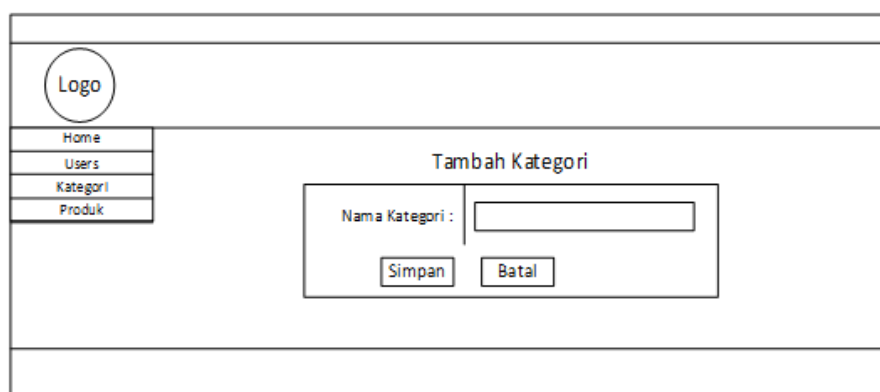 Logo
Home
Users
Kategori
Produk
Tambah Kategori
Nama Kategori :
Simpan
Batal